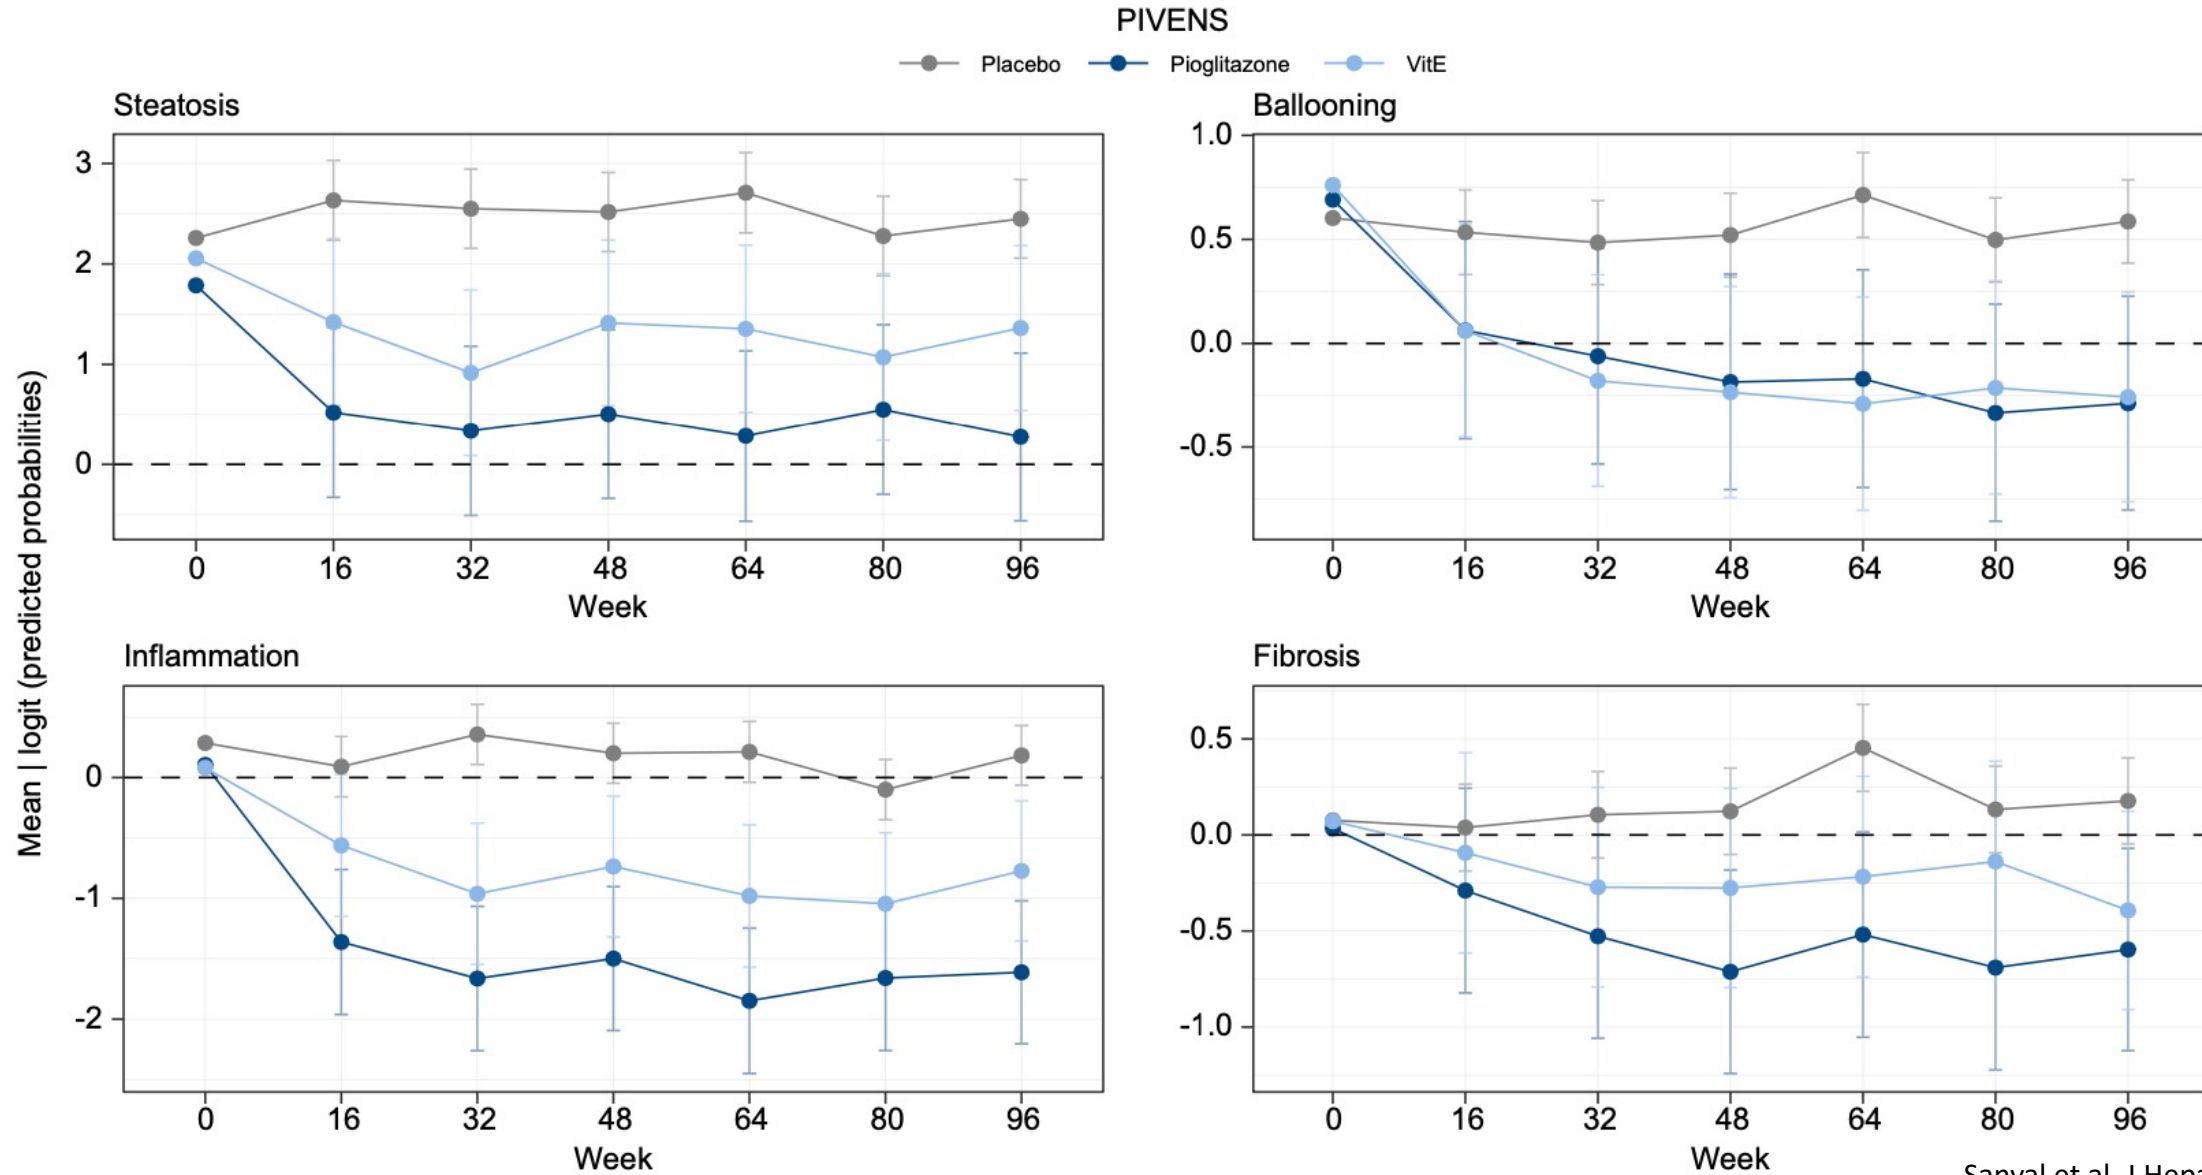 PIVENS
Placebo Pioglitazone VitE
Steatosis
3
2
1
0
0 16 32 48 64 80 96
Week
Ballooning
1.0
0.5
0.0
-0.5
0 16 32 48 64 80 96
Week
Mean | logit (predicted probabilities)
Inflammation
0
-1
-2
0 16 32 48 64 80 96
Week
Fibrosis
0.5
0.0
-0.5
-1.0
0 16 32 48 64 80 96
Week
Sanyal et al. J Hepa